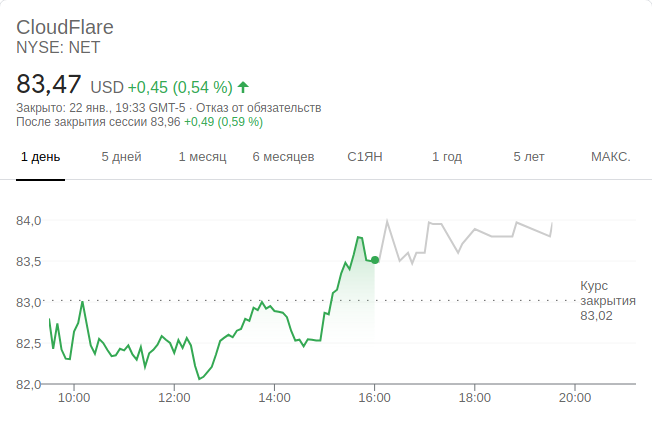 CloudFlare
NYSE: NET
83,47 USD +0,45 (0,54 %)
Закрыто: 22 янв., 19:33 GMT-5 · Отказ от обязательств
После закрытия сессии 83,96 +0,49 (0,59 %)
1 день 5 дней 1 месяц 6 месяцев С1ЯН 1 год 5 лет МАКС.
84,0
83,5
Курс
83,0 закрытия
83,02
82,5
82,0
10:00 12:00 14:00 16:00 18:00 20:00